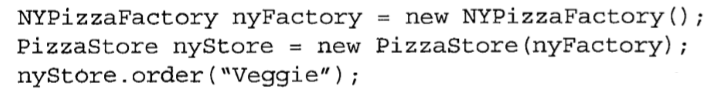 NYPizzaFactory nyFactory = new NYPizzaFactory();
PizzaStore nyStore = new PizzaStore(nyFactory);
nyStore.order("Veggie");